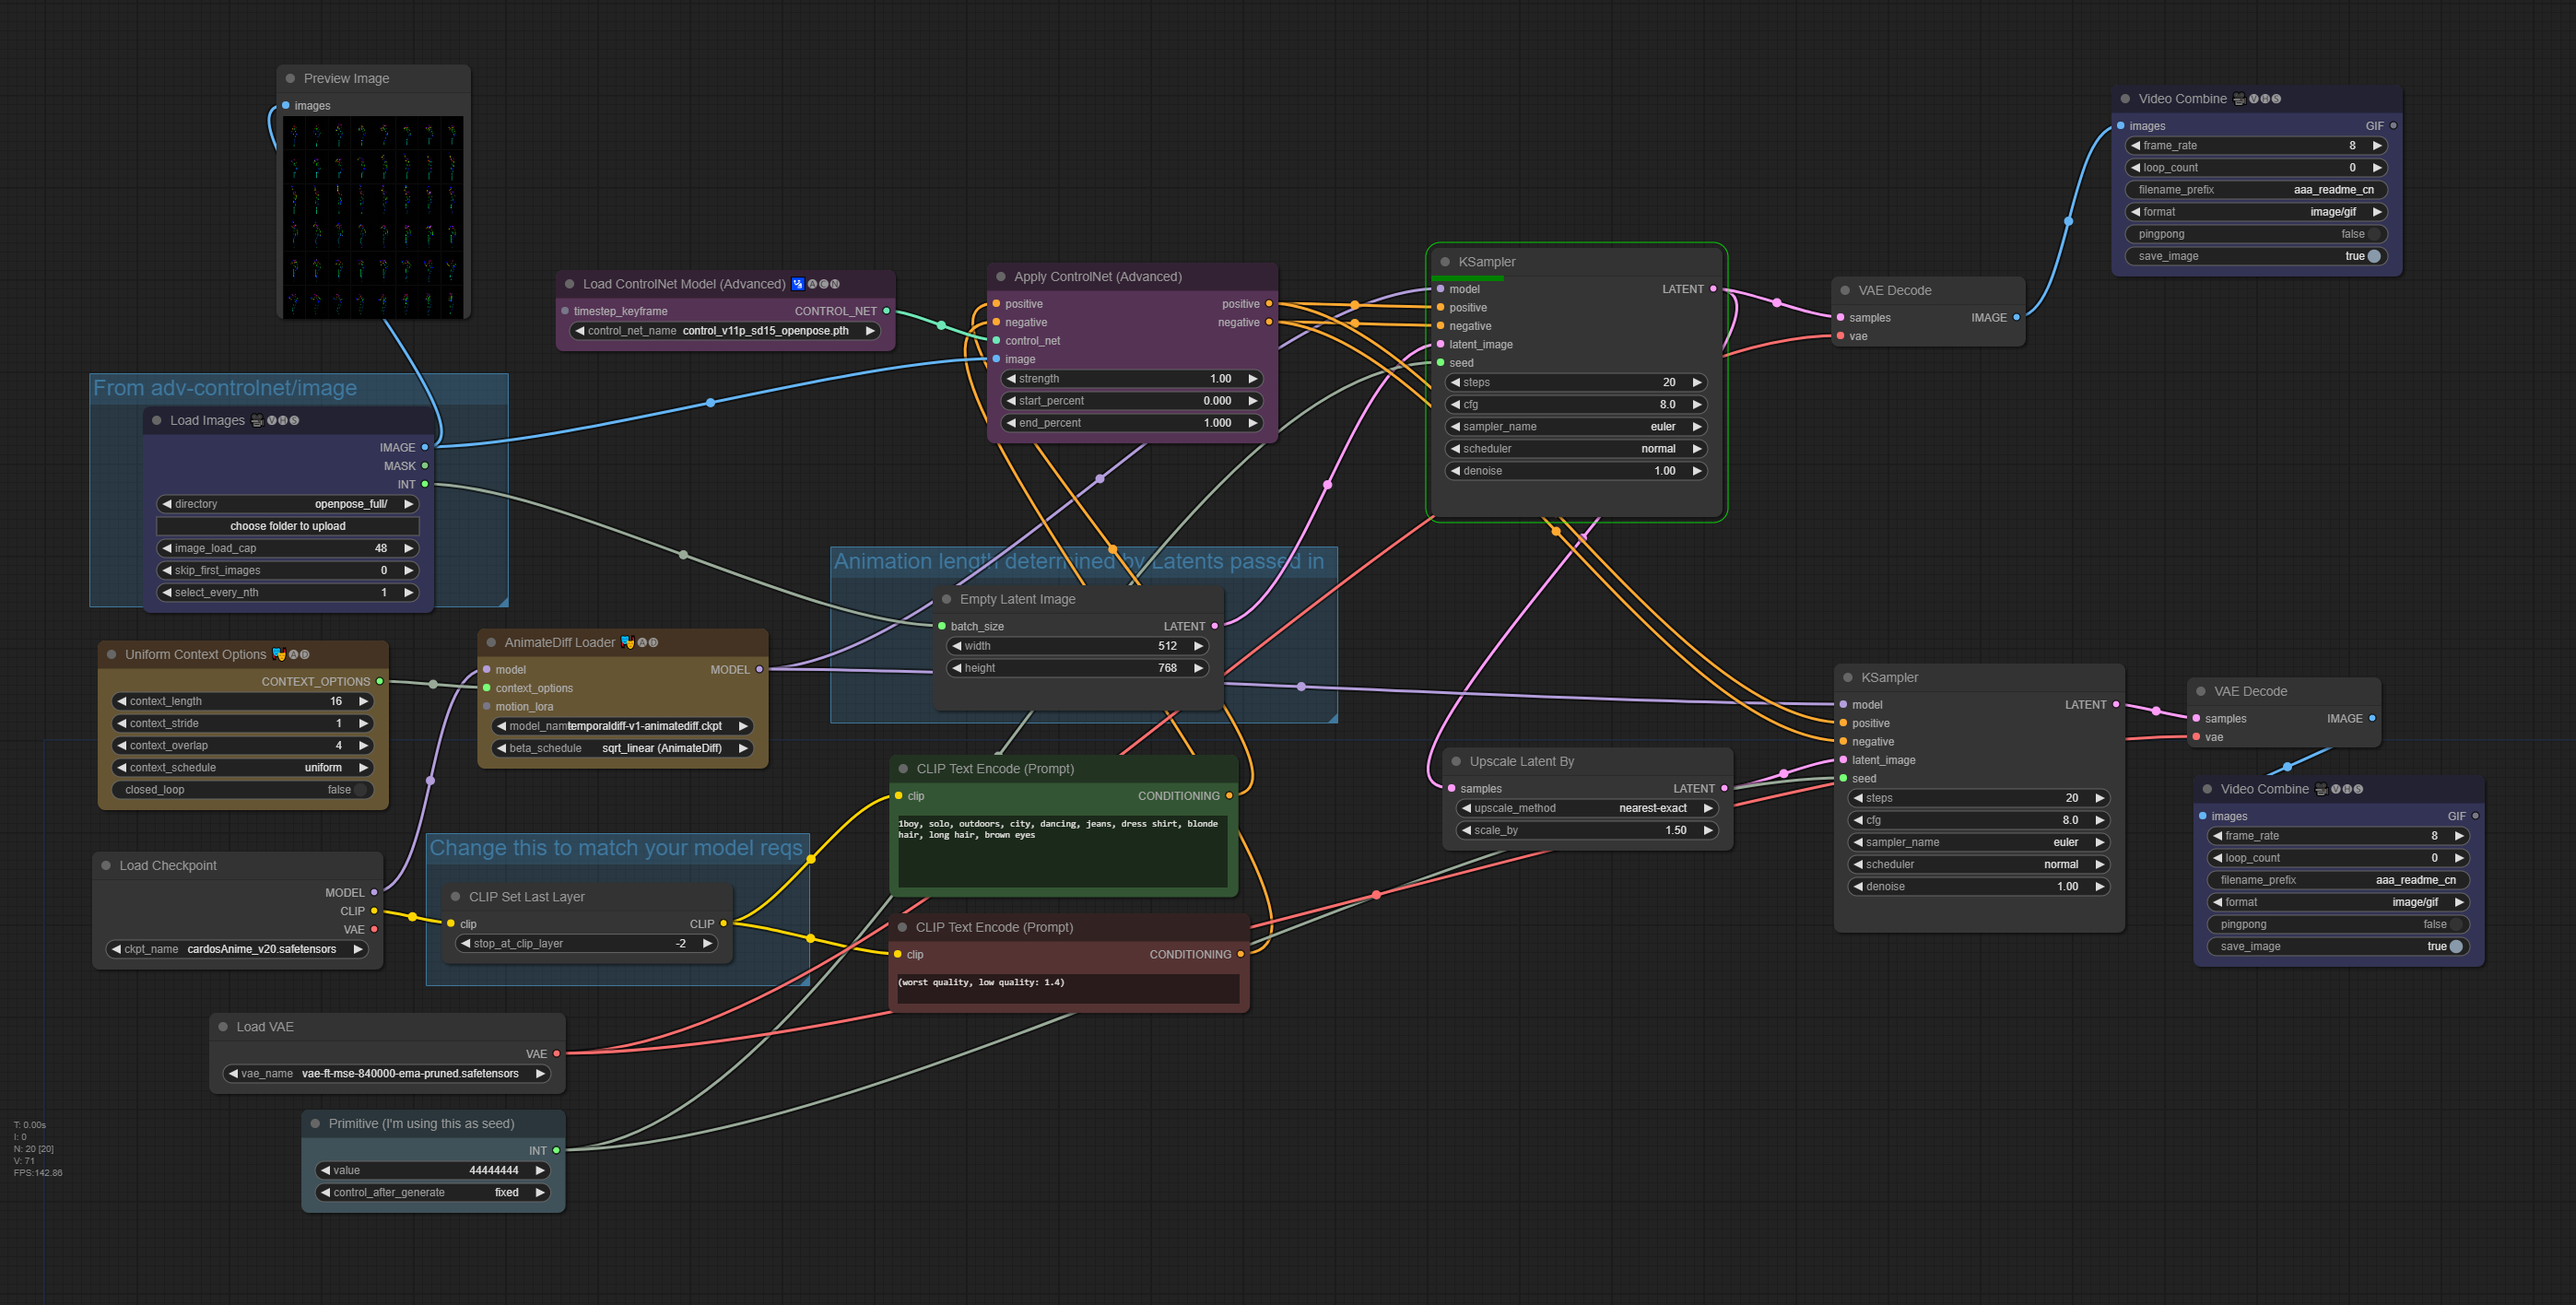 Preview Image
images
Load ControlNet Model (Advanced) ACN
timestep_keyframe CONTROL_NET
control_net_name control_v11p_sd15_openpose.pth
From adv-controlnet/image
Load Images VHS
IMAGE
MASK
INT
directory openpose_full/
choose folder to upload
image_load_cap 48
skip_first_images 0
select_every_nth 1
Apply ControlNet (Advanced)
positive positive
negative negative
control_net
image
strength 1.00
start_percent 0.000
end_percent 1.000
KSampler
model LATENT
positive
negative
latent_image
seed
steps 20
cfg 8.0
sampler_name euler
scheduler normal
denoise 1.00
VAE Decode
samples IMAGE
vae
Video Combine VHS
images GIF
frame_rate 8
loop_count 0
filename_prefix aaa_readme_cn
format image/gif
pingpong false
save_image true
Animation length determined by Latents passed in
Empty Latent Image
batch_size LATENT
width 512
height 768
Uniform Context Options AD
CONTEXT_OPTIONS
context_length 16
context_stride 1
context_overlap 4
context_schedule uniform
closed_loop false
AnimateDiff Loader AD
model MODEL
context_options
motion_lora
model_nam temporaldiff-v1-animatediff.ckpt
beta_schedule sqrt_linear (AnimateDiff)
Load Checkpoint
MODEL
CLIP
VAE
ckpt_name cardosAnime_v20.safetensors
Change this to match your model reqs
CLIP Set Last Layer
clip CLIP
stop_at_clip_layer -2
CLIP Text Encode (Prompt)
clip CONDITIONING
1boy, solo, outdoors, city, dancing, jeans, dress shirt, blonde
hair, long hair, brown eyes
CLIP Text Encode (Prompt)
clip CONDITIONING
(worst quality, low quality: 1.4)
Upscale Latent By
samples LATENT
upscale_method nearest-exact
scale_by 1.50
KSampler
model LATENT
positive
negative
latent_image
seed
steps 20
cfg 8.0
sampler_name euler
scheduler normal
denoise 1.00
VAE Decode
samples IMAGE
vae
Video Combine VHS
images GIF
frame_rate 8
loop_count 0
filename_prefix aaa_readme_cn
format image/gif
pingpong false
save_image true
Load VAE
VAE
vae_name vae-ft-mse-840000-ema-pruned.safetensors
Primitive (I'm using this as seed)
INT
value 44444444
control_after_generate fixed
T: 0.00s
I: 0
N: 20 [20]
V: 71
FPS:142.86